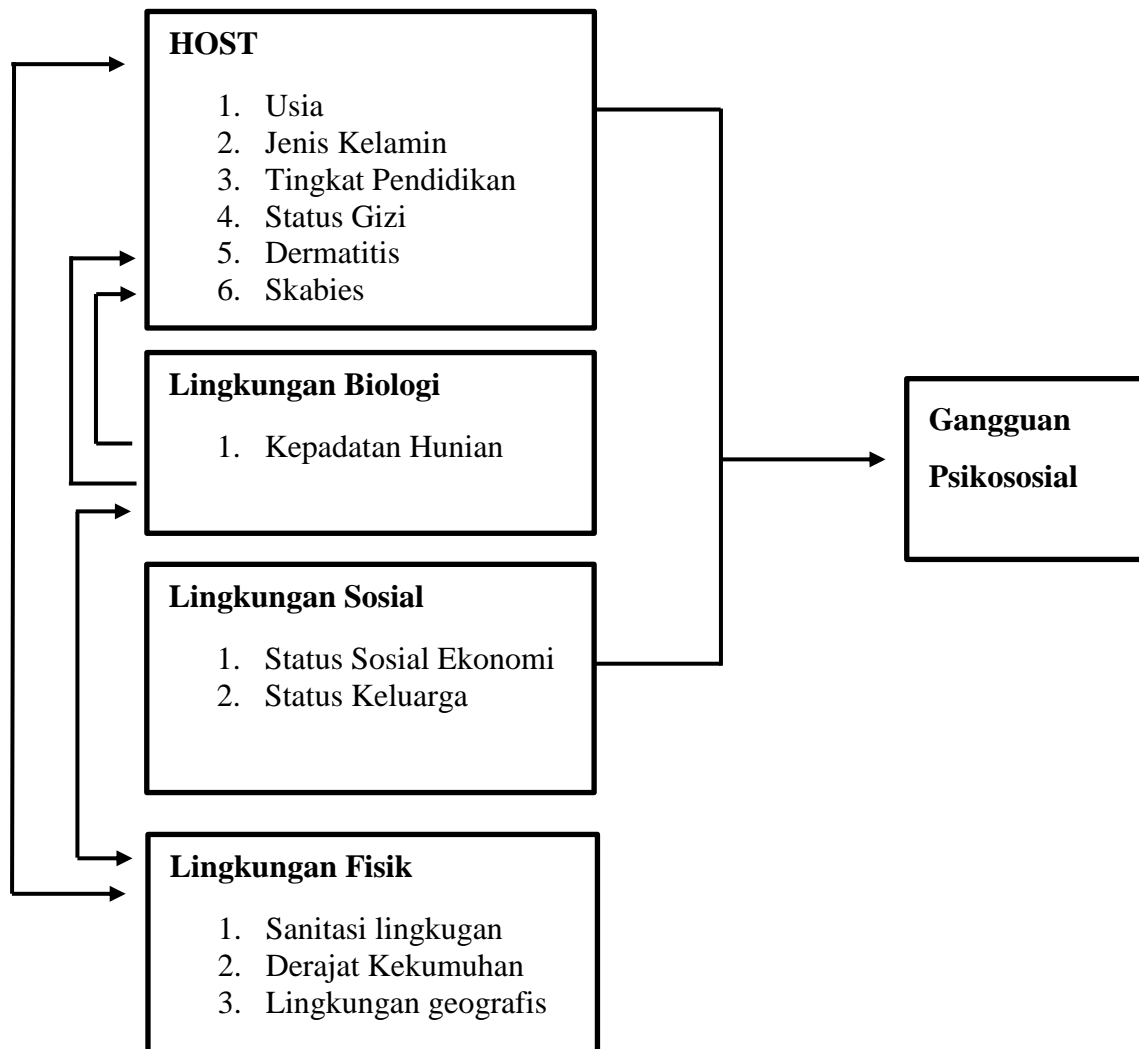 HOST
1. Usia
2. Jenis Kelamin
3. Tingkat Pendidikan
4. Status Gizi
5. Dermatitis
6. Skabies
Lingkungan Biologi
1. Kepadatan Hunian
Lingkungan Sosial
1. Status Sosial Ekonomi
2. Status Keluarga
Lingkungan Fisik
1. Sanitasi lingkugan
2. Derajat Kekumuhan
3. Lingkungan geografis
Gangguan
Psikososial